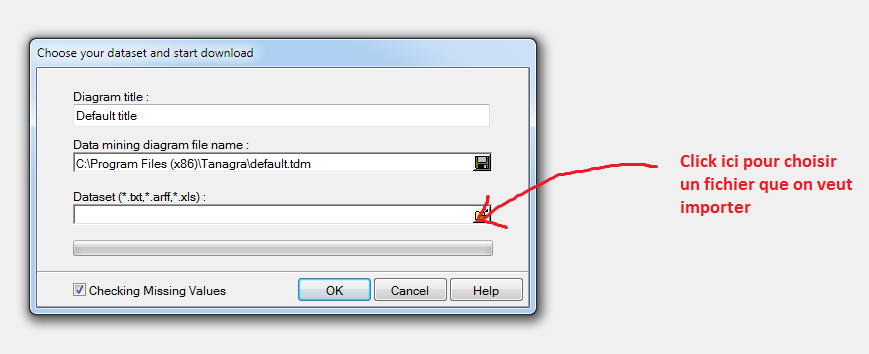 Choose your dataset and start download
Diagram title :
Default title
Data mining diagram file name :
C:\Program Files (x86)\Tanagra\default.tdm
Dataset (*.txt,*.arff,*.xls) :
Checking Missing Values
OK
Cancel
Help
Click ici pour choisir
un fichier que on veut
importer